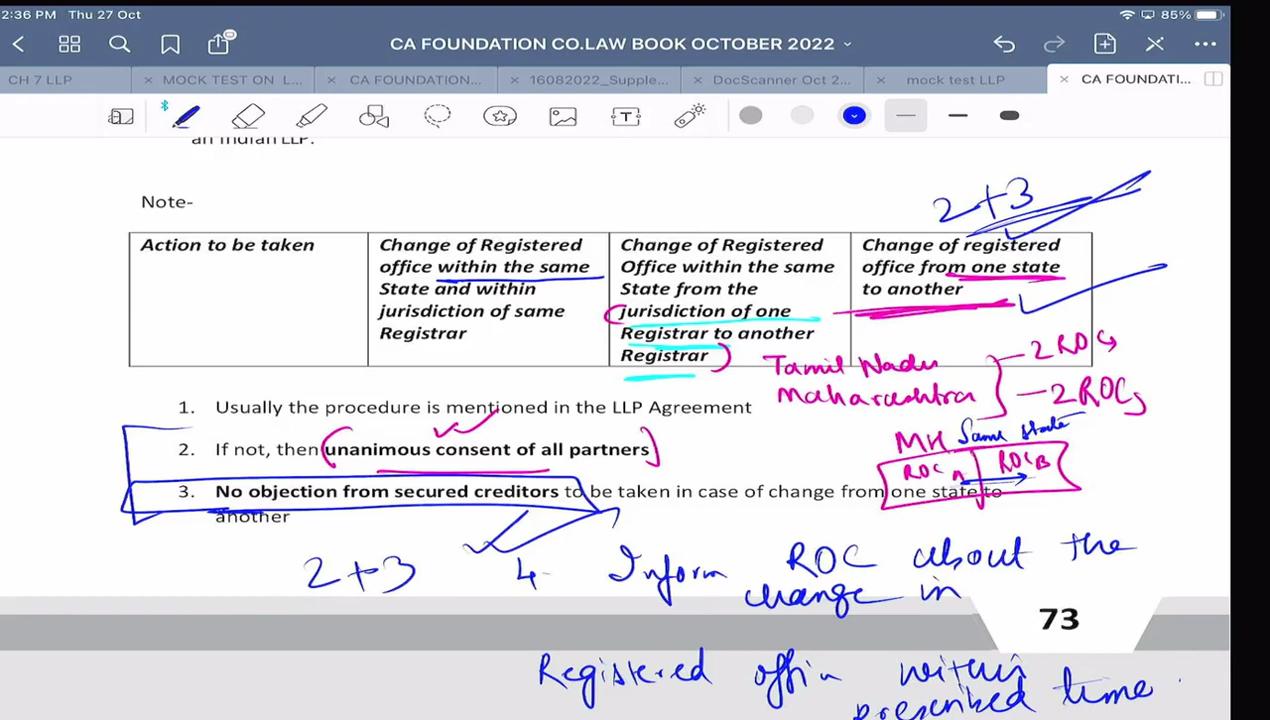 2:36 PM Thu 27 Oct 85%
CA FOUNDATION CO.LAW BOOK OCTOBER 2022
CH 7 LLP × MOCK TEST ON L... × CA FOUNDATION... × 16082022_Supple... × DocScanner Oct 2... × mock test LLP × CA FOUNDATI...
an Indian LLP.
Note-
2+3
Action to be taken
Change of Registered
office within the same
State and within
jurisdiction of same
Registrar
Change of Registered
Office within the same
State from the
jurisdiction of one
Registrar to another
Registrar
Change of registered
office from one state
to another
Tamil Nadu — 2 ROCs
Maharashtra — 2 ROCs
1. Usually the procedure is mentioned in the LLP Agreement
MH Same state
2. If not, then (unanimous consent of all partners)
ROC A ROC B
3. No objection from secured creditors to be taken in case of change from one state to
another
2+3 4. Inform ROC about the
change in
73
Registered offin within
prescribed time.